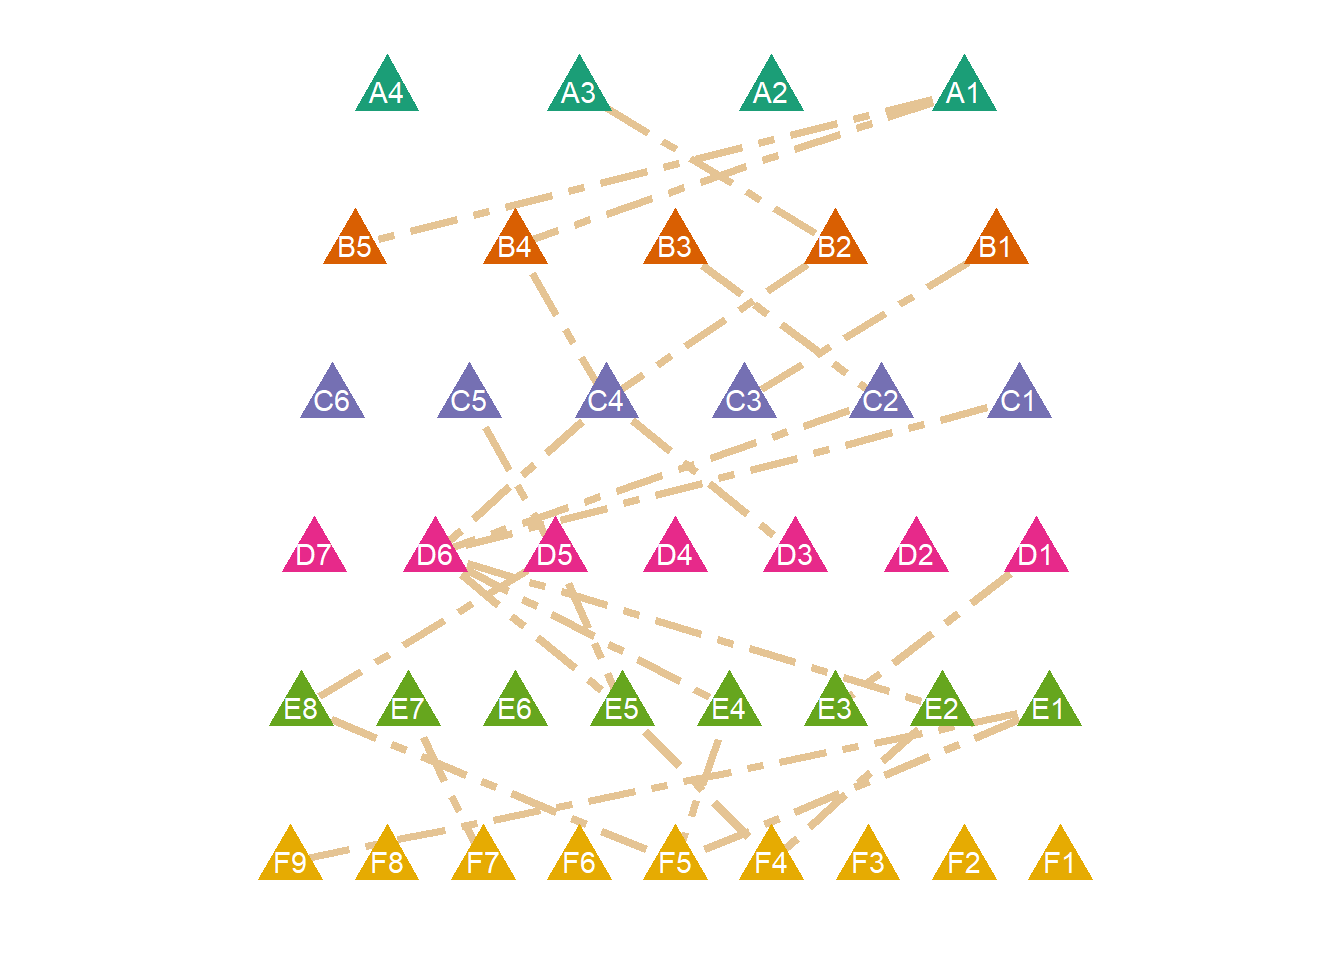 A4 A3 A2 A1
B5 B4 B3 B2 B1
C6 C5 C4 C3 C2 C1
D7 D6 D5 D4 D3 D2 D1
E8 E7 E6 E5 E4 E3 E2 E1
F9 F8 F7 F6 F5 F4 F3 F2 F1